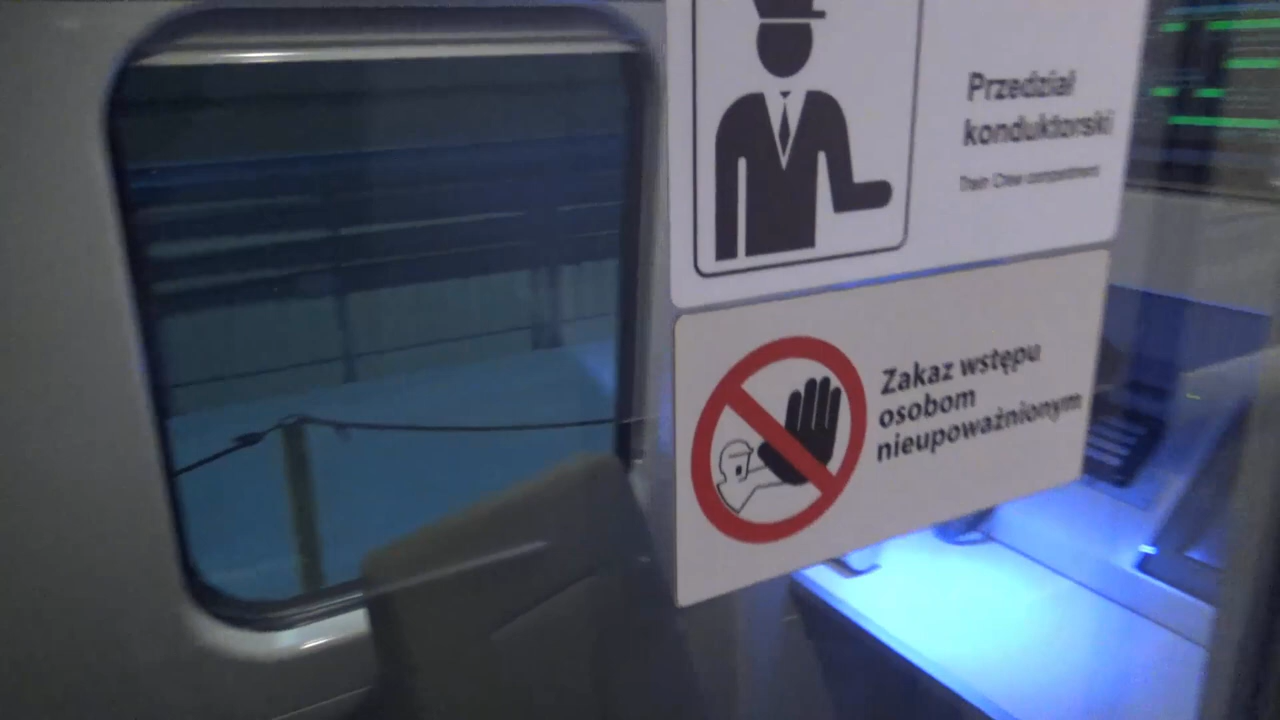 Przedział
konduktorski
Train Crew compartment
Zakaz wstępu
osobom
nieupoważnionym